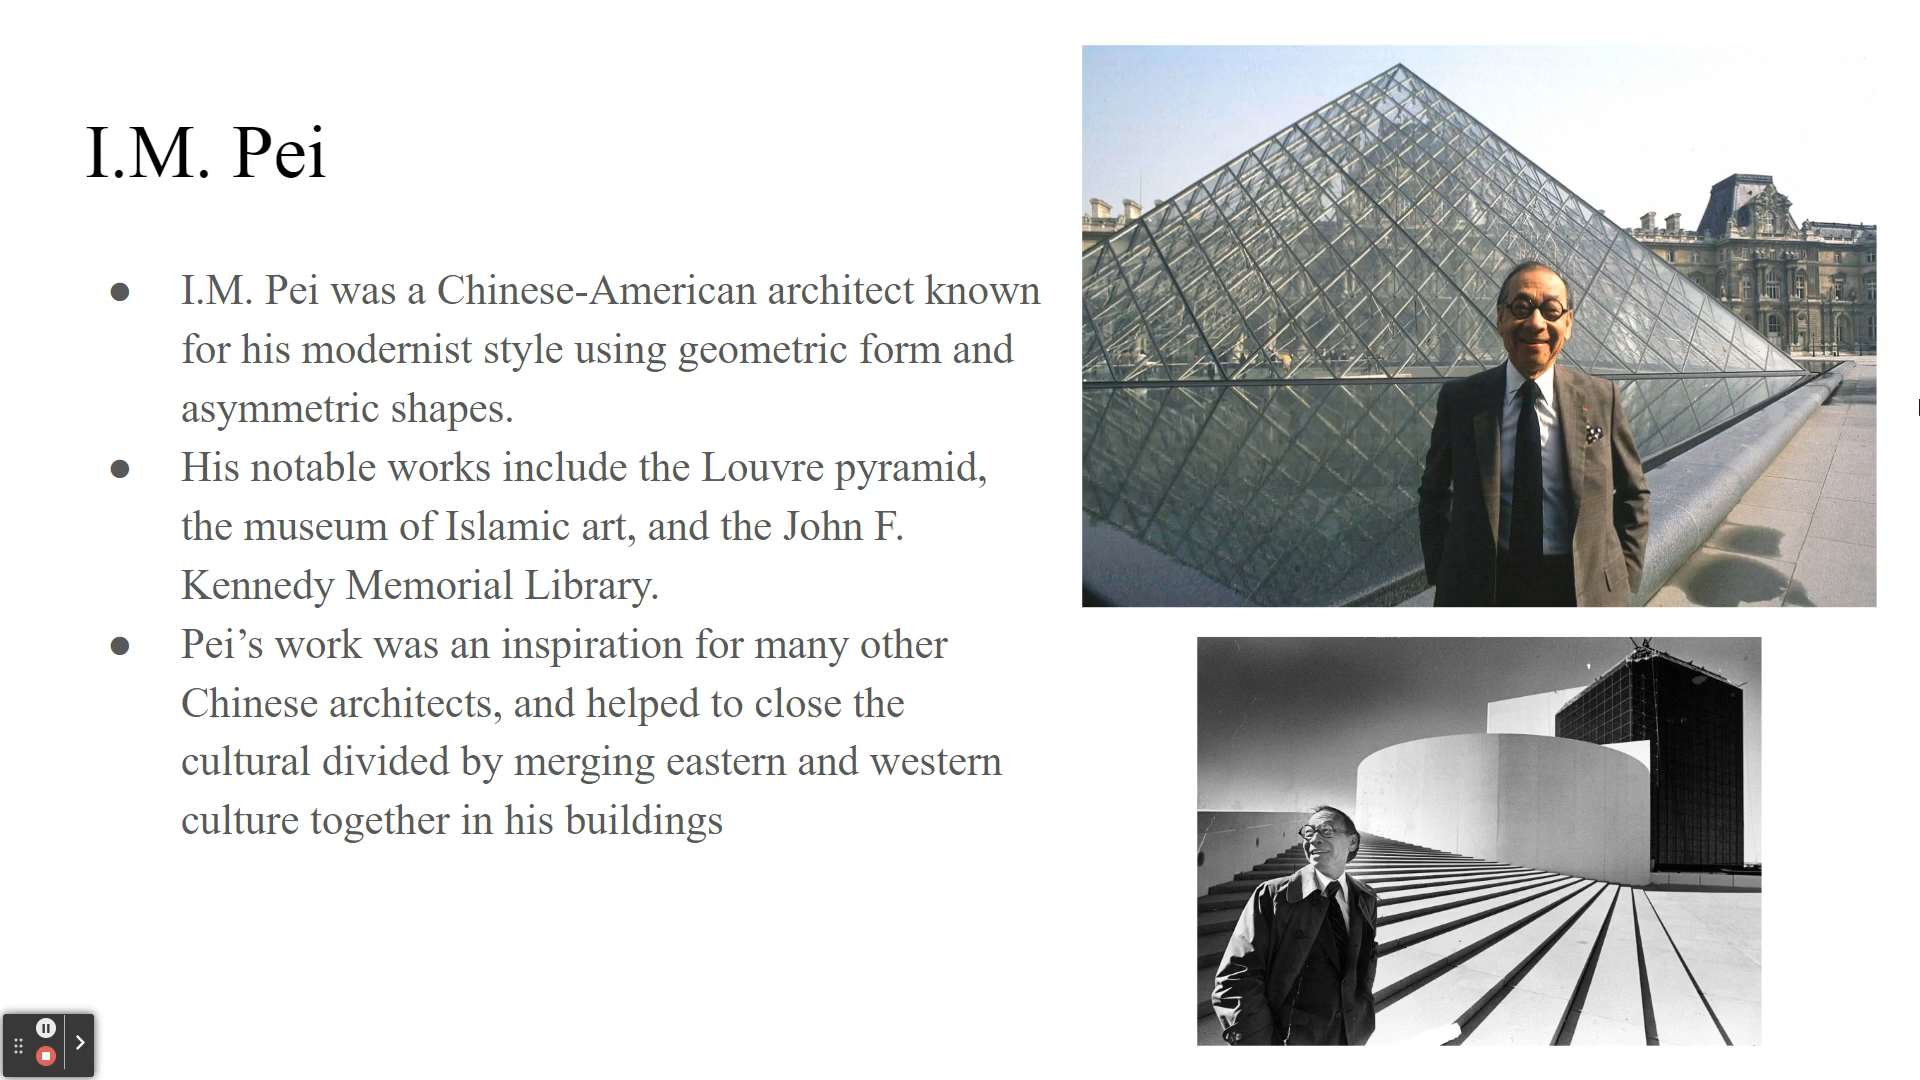 I.M. Pei
● I.M. Pei was a Chinese-American architect known
for his modernist style using geometric form and
asymmetric shapes.
● His notable works include the Louvre pyramid,
the museum of Islamic art, and the John F.
Kennedy Memorial Library.
● Pei’s work was an inspiration for many other
Chinese architects, and helped to close the
cultural divided by merging eastern and western
culture together in his buildings